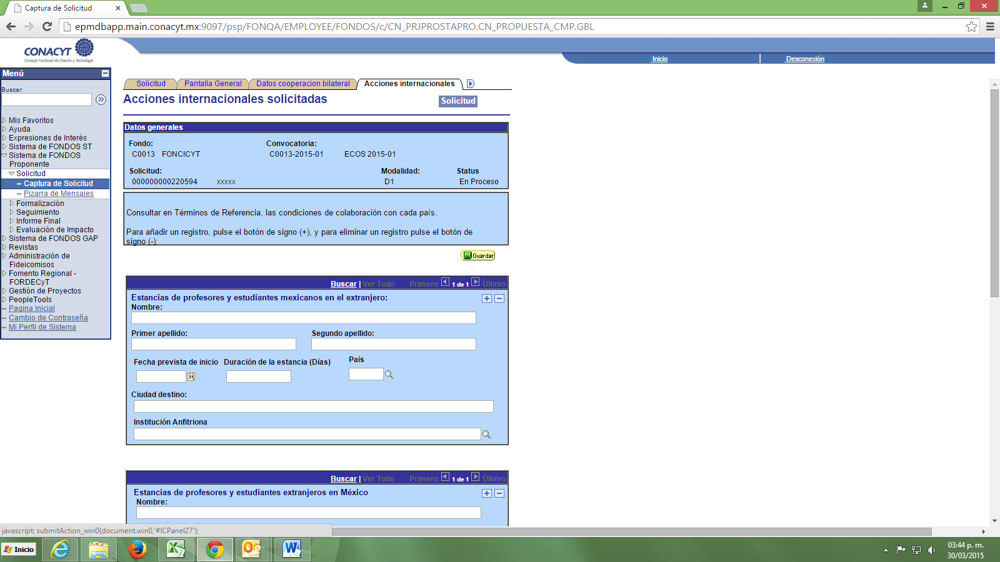 Captura de Solicitud
epmdbapp.main.conacyt.mx:9097/psp/FONQA/EMPLOYEE/FONDOS/c/CN_PRJPROSTAPRO.CN_PROPUESTA_CMP.GBL
CONACYT
Consejo Nacional de Ciencia y Tecnología
Inicio
Desconexión
Menú
Buscar:
Mis Favoritos
Ayuda
Expresiones de Interés
Sistema de FONDOS ST
Sistema de FONDOS
Proponente
Solicitud
Captura de Solicitud
Pizarra de Mensajes
Formalización
Seguimiento
Informe Final
Evaluación de Impacto
Sistema de FONDOS GAP
Revistas
Administración de
Fideicomisos
Fomento Regional -
FORDECyT
Gestión de Proyectos
PeopleTools
Pagina Inicial
Cambio de Contraseña
Mi Perfil de Sistema
Solicitud Pantalla General Datos cooperacion bilateral Acciones internacionales
Acciones internacionales solicitadas
Solicitud
Datos generales
Fondo: Convocatoria:
C0013 FONCICYT C0013-2015-01 ECOS 2015-01
Solicitud: Modalidad: Status
000000000220594 xxxxx D1 En Proceso
Consultar en Términos de Referencia, las condiciones de colaboración con cada país.
Para añadir un registro, pulse el botón de signo (+), y para eliminar un registro pulse el botón de
signo (-):
Guardar
Buscar | Ver Todo Primero 1 de 1 Último
Estancias de profesores y estudiantes mexicanos en el extranjero:
Nombre:
Primer apellido: Segundo apellido:
Fecha prevista de inicio Duración de la estancia (Días) País
31
Ciudad destino:
Institución Anfitriona
Buscar | Ver Todo Primero 1 de 1 Último
Estancias de profesores y estudiantes extranjeros en México
Nombre:
javascript: submitAction_win0(document.win0,'#ICPanel27');
Inicio
03:44 p. m.
30/03/2015